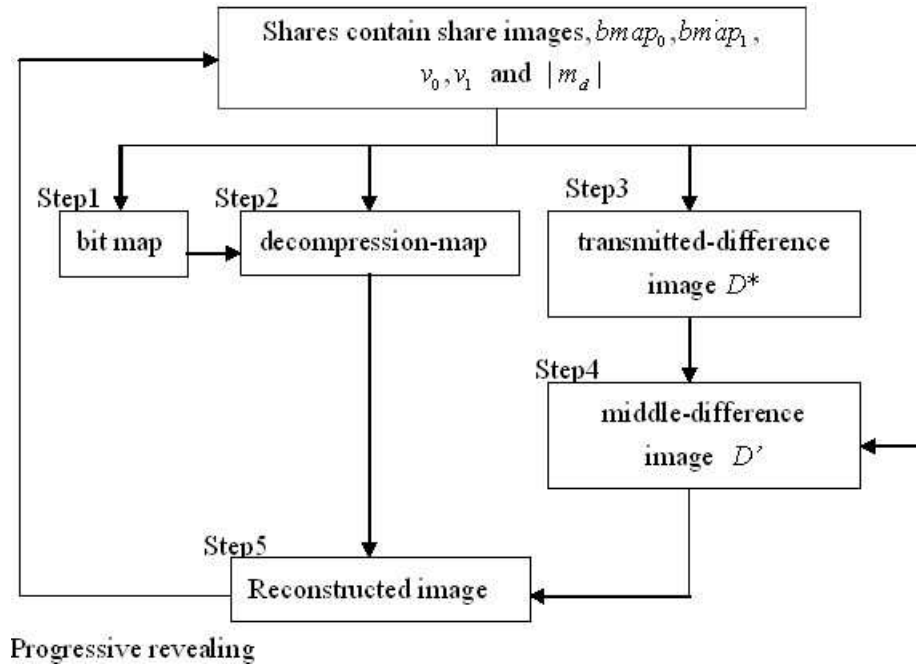 Shares contain share images, bmap₀, bmap₁,
v₀, v₁ and |m_d|
Step1
bit map
Step2
decompression-map
Step3
transmitted-difference
image D*
Step4
middle-difference
image D’
Step5
Reconstructed image
Progressive revealing